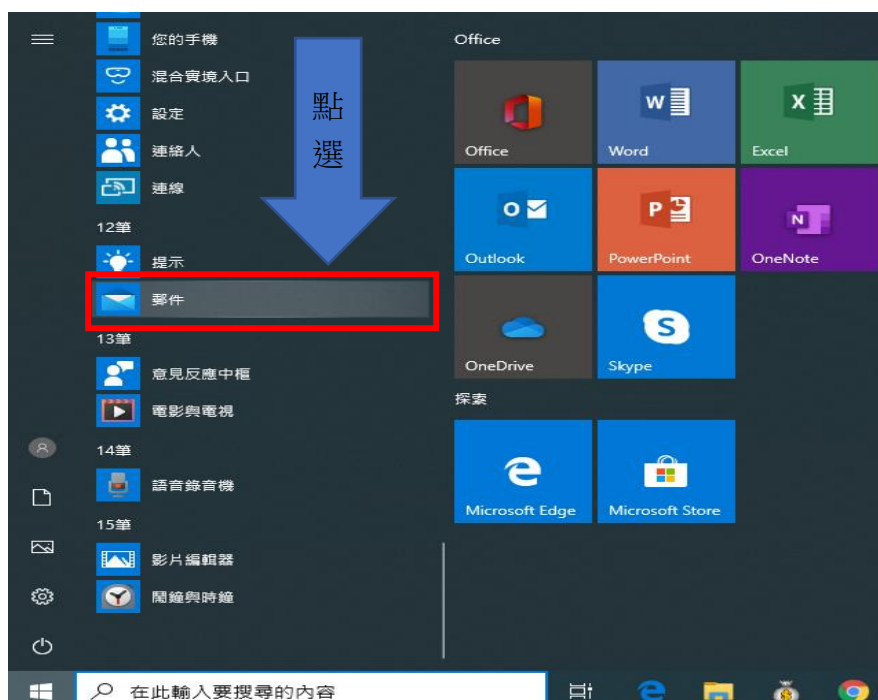 您的手機
混合實境入口
設定
連絡人
連線
12筆
提示
郵件
13筆
意見反應中樞
電影與電視
14筆
語音錄音機
15筆
影片編輯器
鬧鐘與時鐘
點
選
Office
Office
Word
Excel
Outlook
PowerPoint
OneNote
OneDrive
Skype
探索
Microsoft Edge
Microsoft Store
在此輸入要搜尋的內容